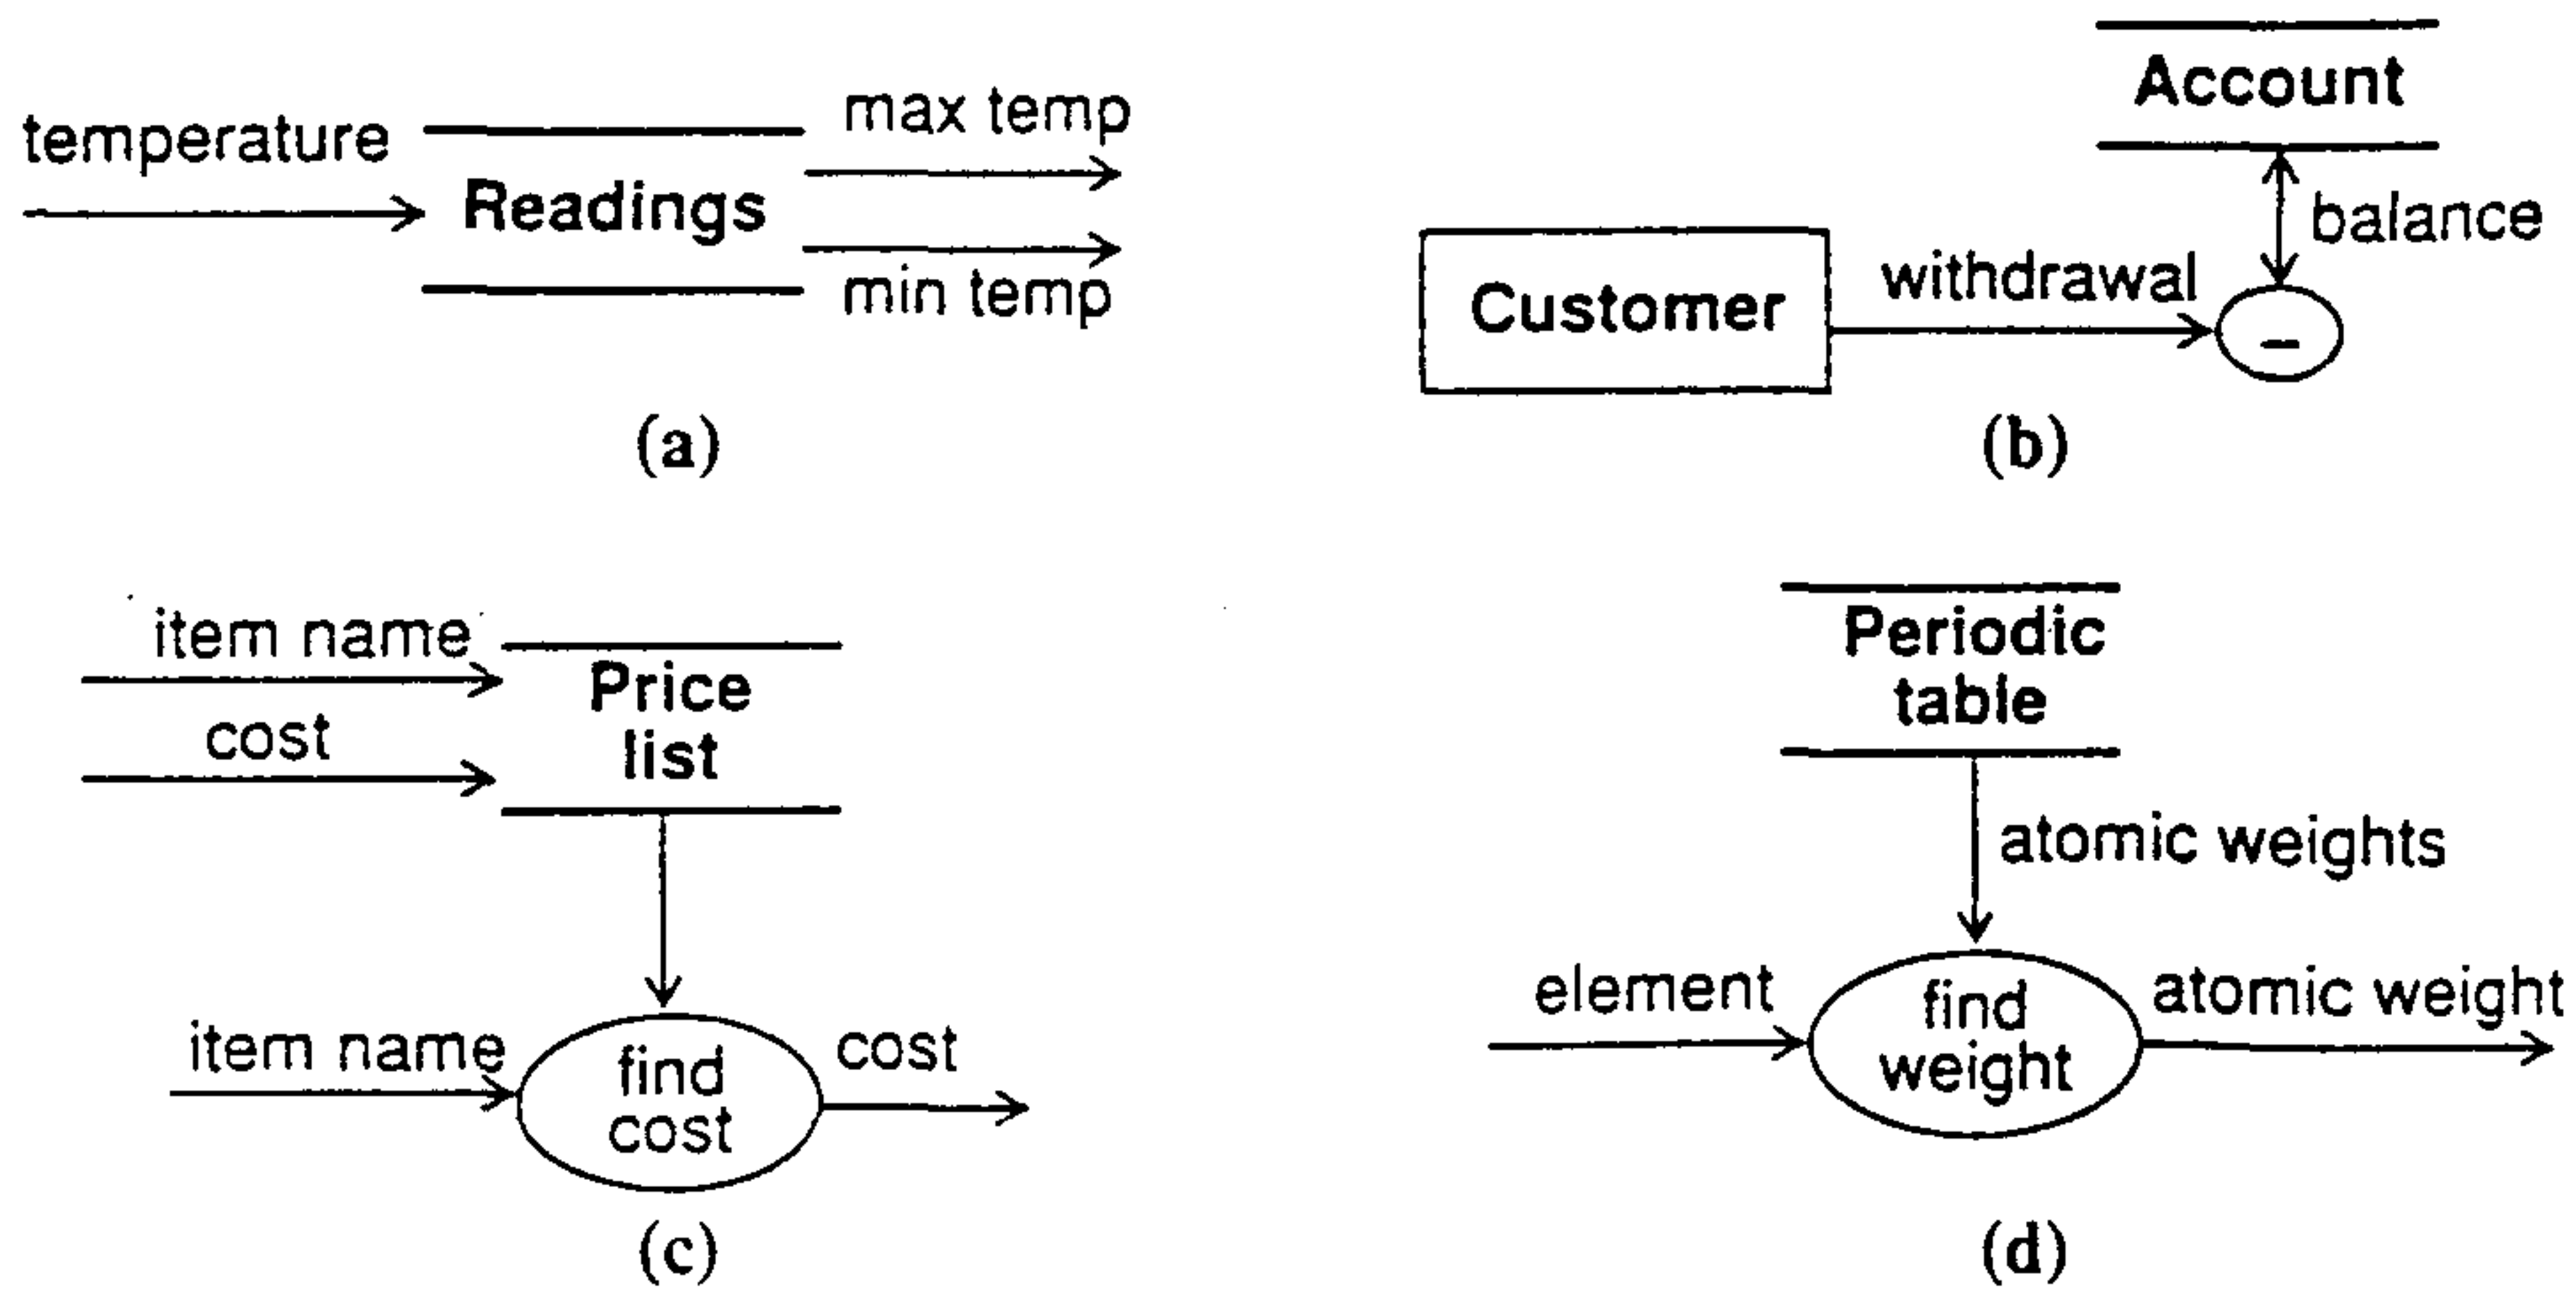 temperature
Readings
max temp
min temp
(a)
Account
balance
withdrawal
Customer
–
(b)
item name
cost
Price
list
item name
find
cost
cost
(c)
Periodic
table
atomic weights
element
find
weight
atomic weight
(d)